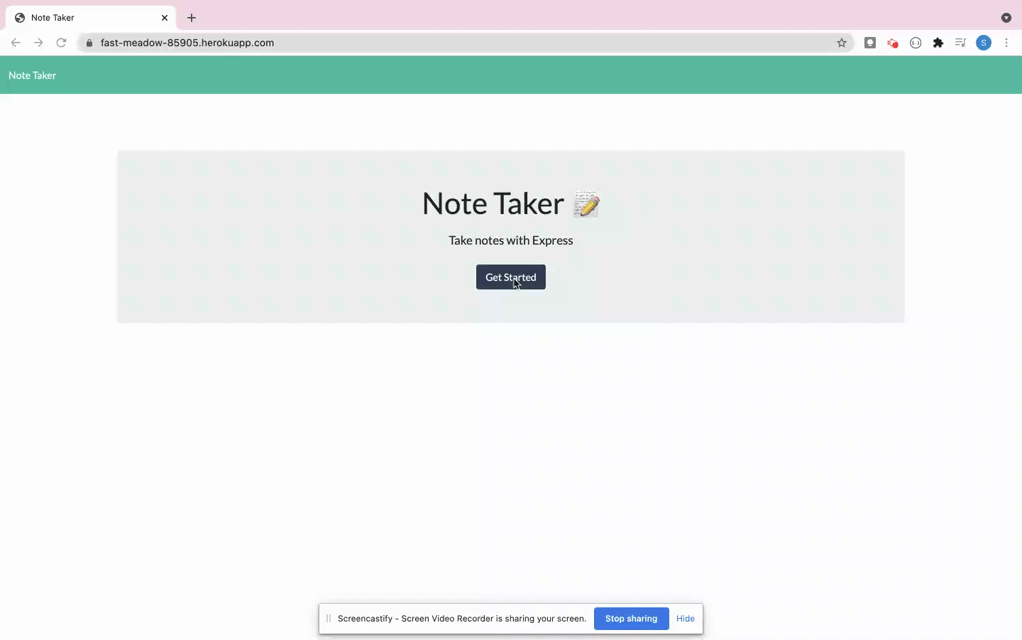 Note Taker
fast-meadow-85905.herokuapp.com
S
Note Taker
Note Taker
Take notes with Express
Get Started
Screencastify - Screen Video Recorder is sharing your screen. Stop sharing Hide